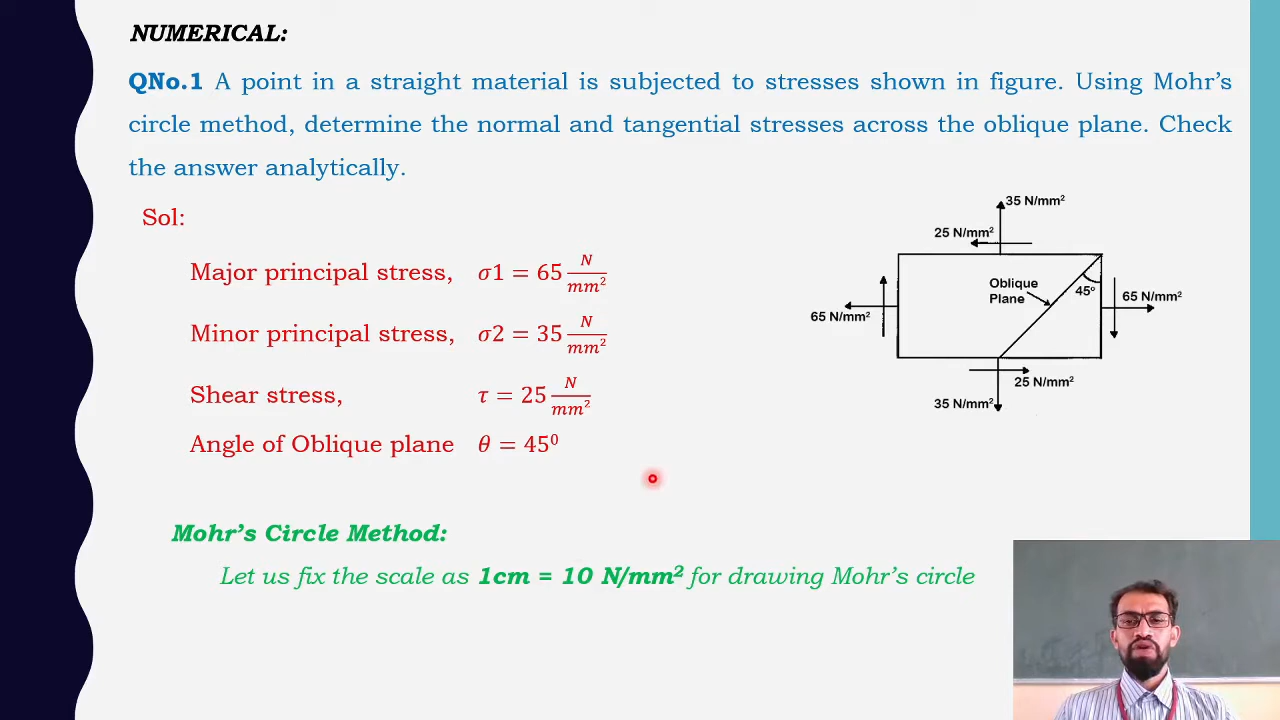 NUMERICAL:
QNo.1 A point in a straight material is subjected to stresses shown in figure. Using Mohr's
circle method, determine the normal and tangential stresses across the oblique plane. Check
the answer analytically.
Sol:
Major principal stress, σ1 = 65 N/mm²
Minor principal stress, σ2 = 35 N/mm²
Shear stress, τ = 25 N/mm²
Angle of Oblique plane θ = 45⁰
35 N/mm²
25 N/mm²
Oblique
Plane
45°
65 N/mm²
65 N/mm²
25 N/mm²
35 N/mm²
Mohr's Circle Method:
Let us fix the scale as 1cm = 10 N/mm² for drawing Mohr's circle